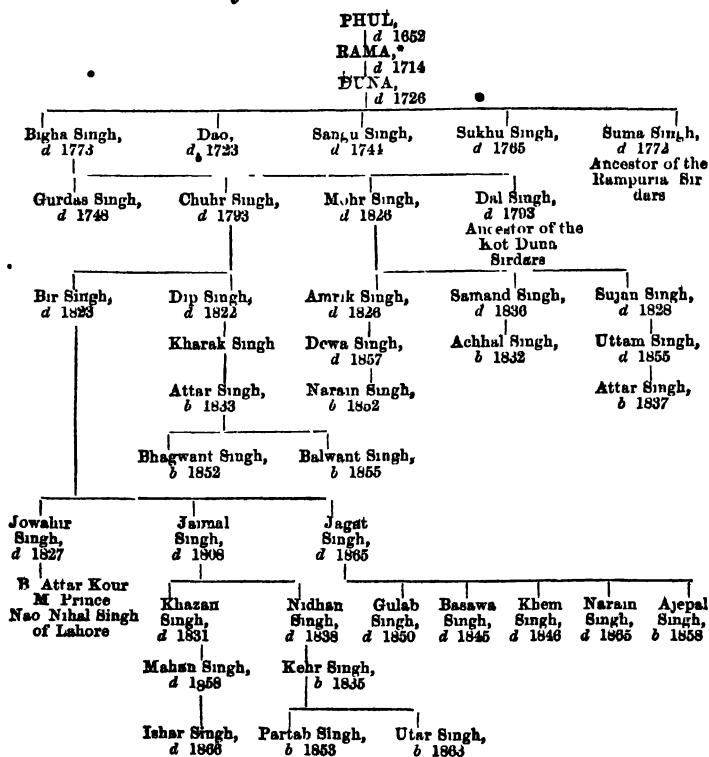 PHUL,
d 1652
RAMA,*
d 1714
DUNA,
d 1726
Bigha Singh, Dao, Sangu Singh, Sukhu Singh, Suma Singh,
d 1773 d 1723 d 1744 d 1765 d 1772
Ancestor of the
Rampuria Sir
dars
Gurdas Singh, Chuhr Singh, Mohr Singh, Dal Singh,
d 1748 d 1793 d 1826 d 1793
Ancestor of the
Kot Duna
Sirdars
Bir Singh, Dip Singh, Amrik Singh, Samand Singh, Sujan Singh,
d 1823 d 1822 d 1826 d 1836 d 1828
Kharak Singh Dewa Singh, Achhal Singh, Uttam Singh,
d 1857 b 1832 d 1855
Attar Singh, Narain Singh, Attar Singh,
b 1833 b 1852 b 1837
Bhagwant Singh, Balwant Singh,
b 1852 b 1855
Jowahir Jaimal Jagat
Singh, Singh, Singh,
d 1827 d 1808 d 1865
B Attar Kour
M Prince
Nao Nihal Singh
of Lahore
Khazan Nidhan Gulab Basawa Khem Narain Ajepal
Singh, Singh, Singh, Singh, Singh, Singh, Singh,
d 1831 d 1838 d 1850 d 1845 d 1846 d 1865 b 1858
Mahan Singh, Kehr Singh,
d 1858 b 1835
Ishar Singh, Partab Singh, Utar Singh,
d 1866 b 1853 b 1863